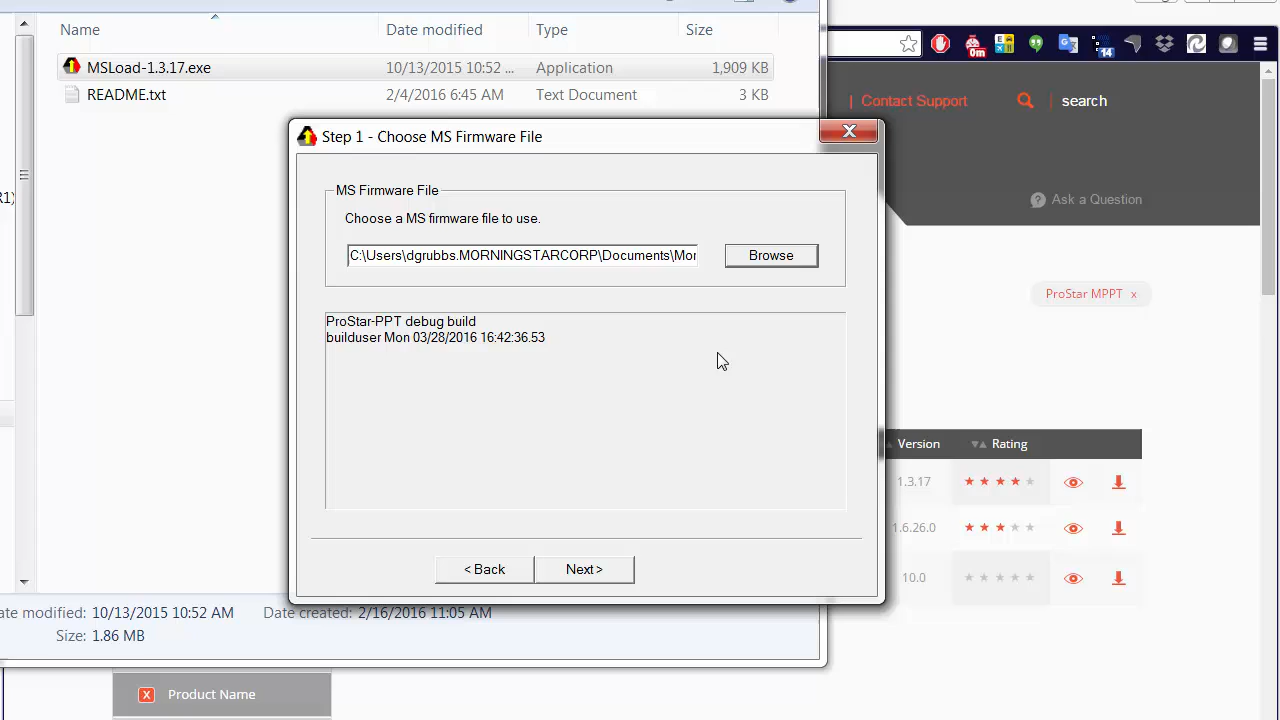 Name Date modified Type Size
MSLoad-1.3.17.exe 10/13/2015 10:52 ... Application 1,909 KB
README.txt 2/4/2016 6:45 AM Text Document 3 KB
0m
14
| Contact Support | search
Ask a Question
R1)
Step 1 - Choose MS Firmware File
MS Firmware File
Choose a MS firmware file to use.
C:\Users\dgrubbs.MORNINGSTARCORP\Documents\Mor
Browse
ProStar-PPT debug build
builduser Mon 03/28/2016 16:42:36.53
< Back Next >
ProStar MPPT x
Version Rating
1.3.17
1.6.26.0
10.0
ate modified: 10/13/2015 10:52 AM Date created: 2/16/2016 11:05 AM
Size: 1.86 MB
x Product Name